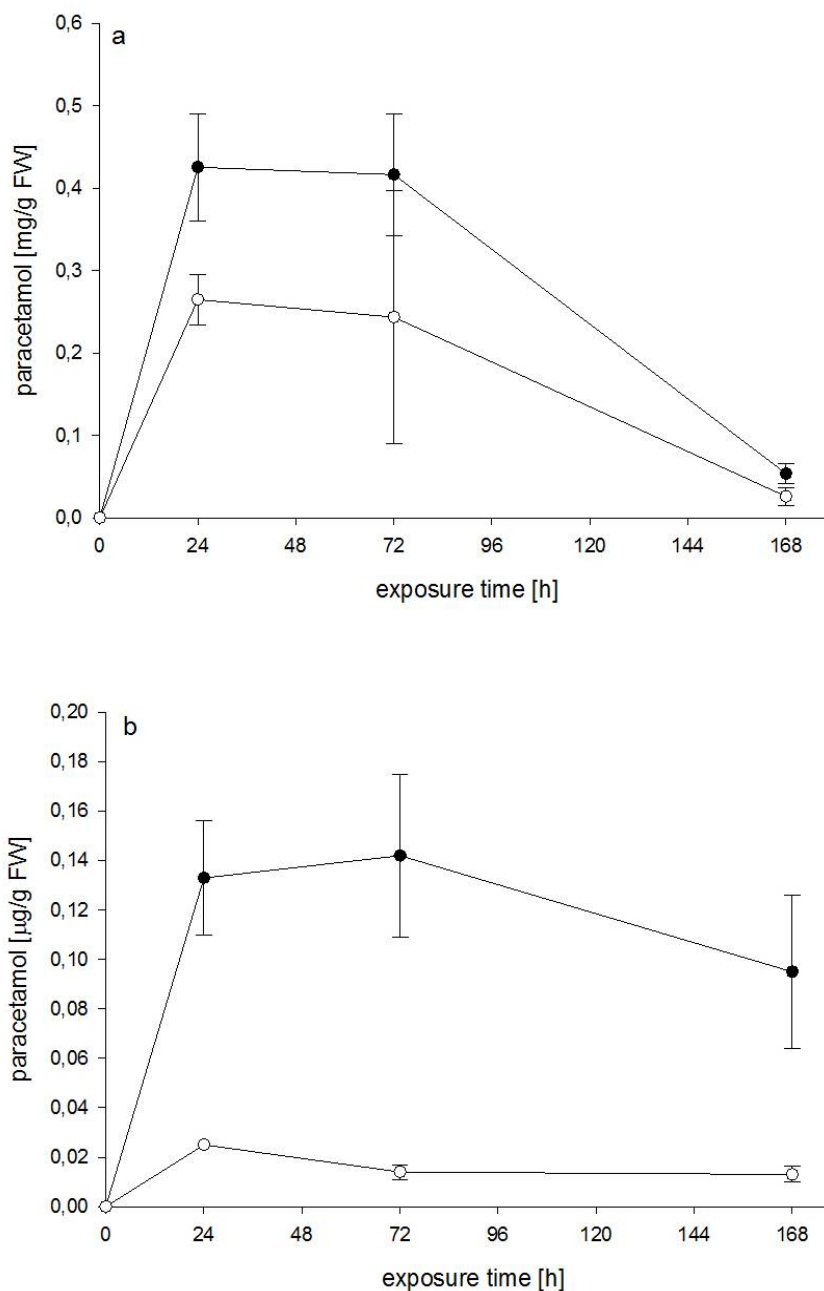 a
0,6
0,5
0,4
0,3
0,2
0,1
0,0
paracetamol [mg/g FW]
0 24 48 72 96 120 144 168
exposure time [h]
b
0,20
0,18
0,16
0,14
0,12
0,10
0,08
0,06
0,04
0,02
0,00
paracetamol [µg/g FW]
0 24 48 72 96 120 144 168
exposure time [h]